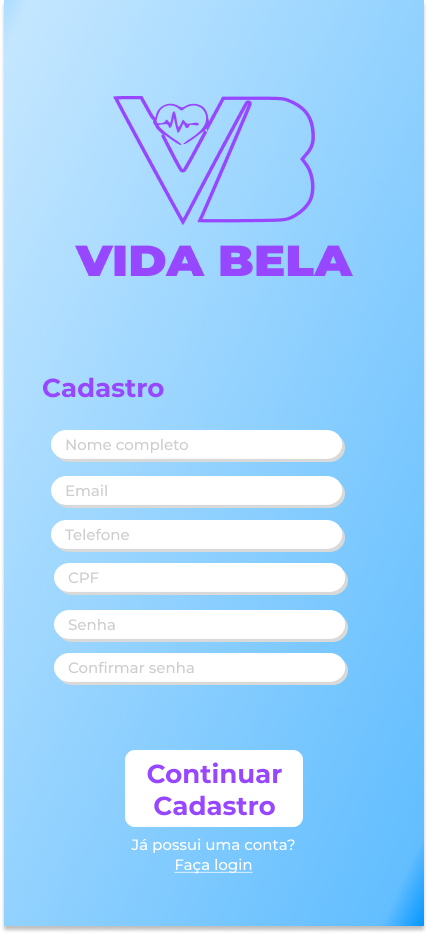 VB
VIDA BELA
Cadastro
Nome completo
Email
Telefone
CPF
Senha
Confirmar senha
Continuar
Cadastro
Já possui uma conta?
Faça login